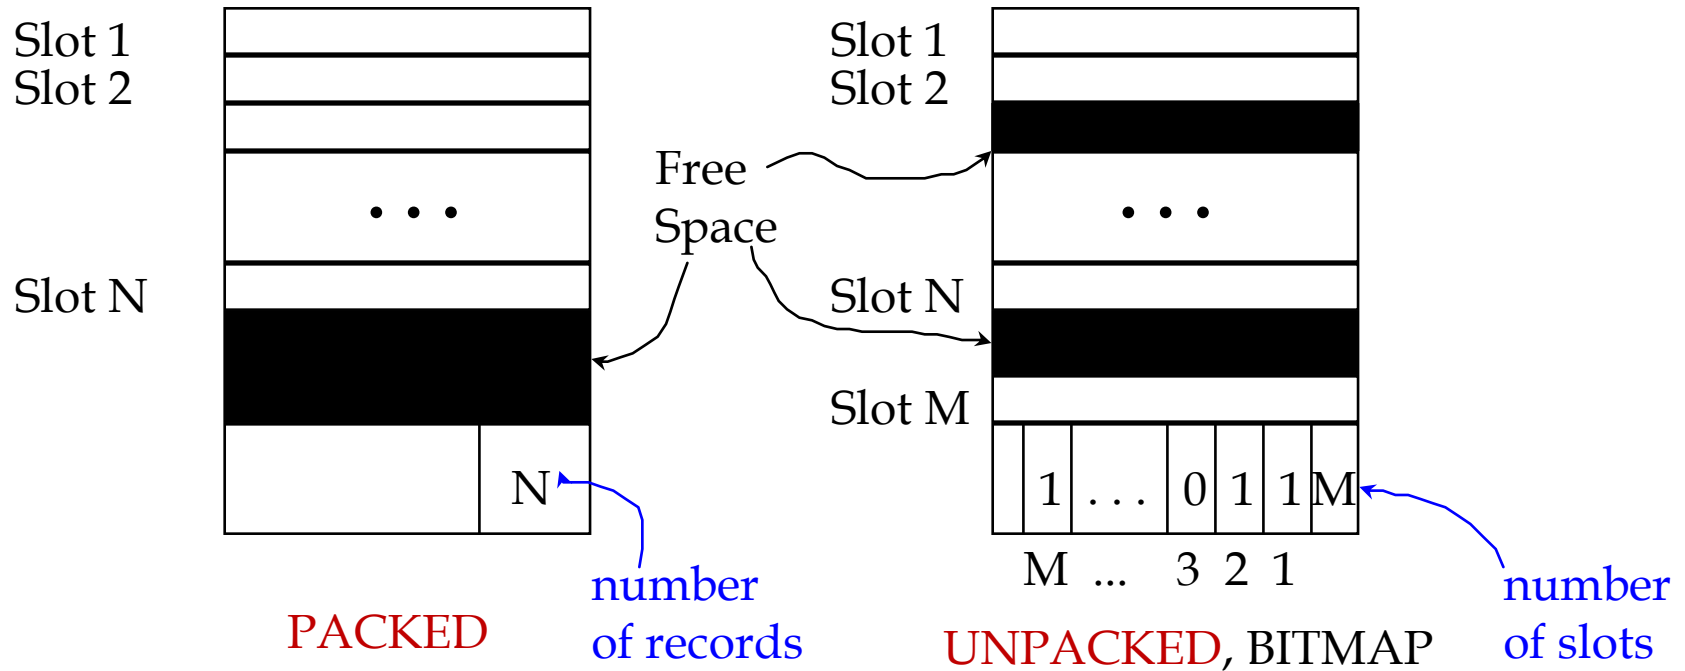 Slot 1
Slot 2
. . .
Slot N
N
number
of records
PACKED
Free
Space
Slot 1
Slot 2
. . .
Slot N
Slot M
1 . . . 0 1 1 M
M ... 3 2 1
number
of slots
UNPACKED, BITMAP